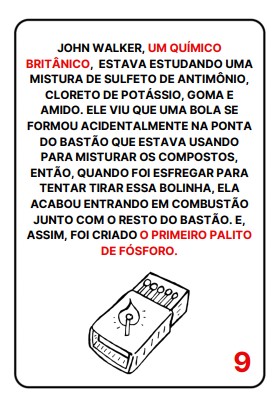 JOHN WALKER, UM QUÍMICO
BRITÂNICO, ESTAVA ESTUDANDO UMA
MISTURA DE SULFETO DE ANTIMÔNIO,
CLORETO DE POTÁSSIO, GOMA E
AMIDO. ELE VIU QUE UMA BOLA SE
FORMOU ACIDENTALMENTE NA PONTA
DO BASTÃO QUE ESTAVA USANDO
PARA MISTURAR OS COMPOSTOS,
ENTÃO, QUANDO FOI ESFREGAR PARA
TENTAR TIRAR ESSA BOLINHA, ELA
ACABOU ENTRANDO EM COMBUSTÃO
JUNTO COM O RESTO DO BASTÃO. E,
ASSIM, FOI CRIADO O PRIMEIRO PALITO
DE FÓSFORO.
9